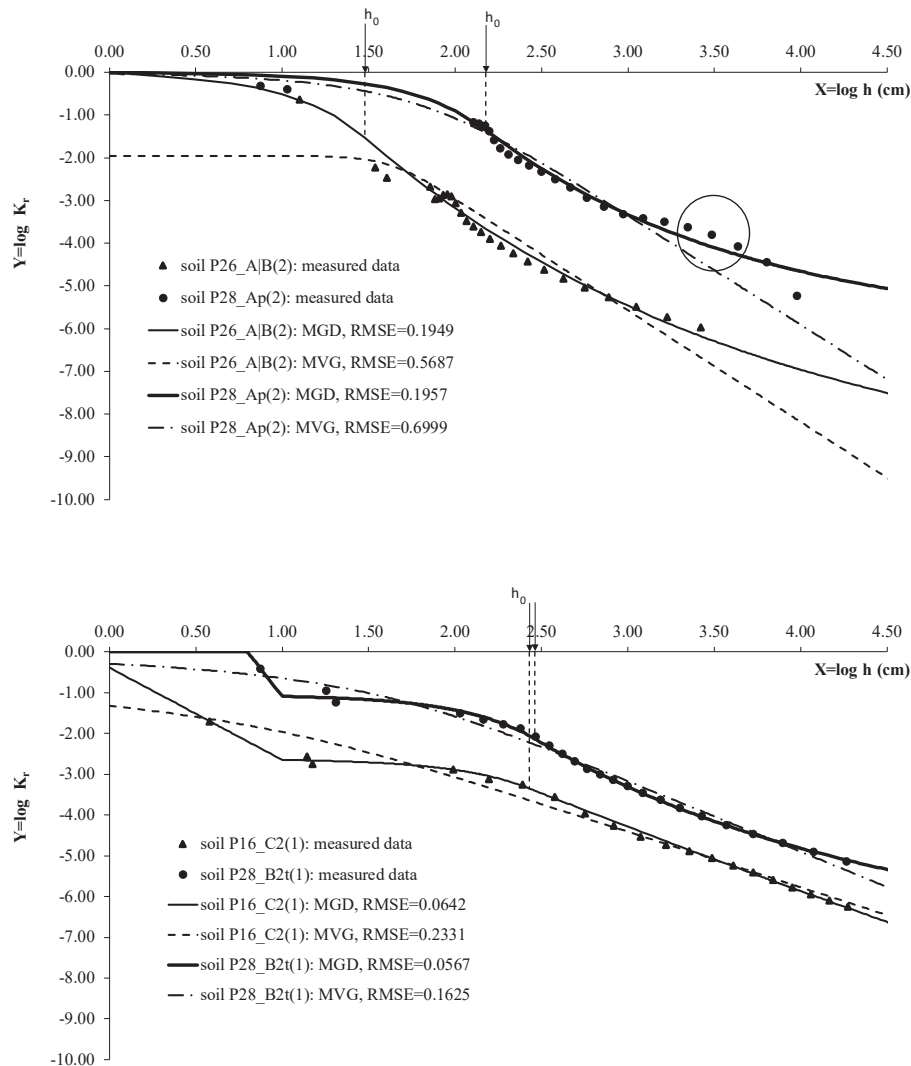 h0 h0
0.00 0.50 1.00 1.50 2.00 2.50 3.00 3.50 4.00 4.50
0.00
X=log h (cm)
-1.00
-2.00
-3.00
-4.00
-5.00
-6.00
-7.00
-8.00
-9.00
-10.00
Y=log Kr
soil P26_A|B(2): measured data
soil P28_Ap(2): measured data
soil P26_A|B(2): MGD, RMSE=0.1949
soil P26_A|B(2): MVG, RMSE=0.5687
soil P28_Ap(2): MGD, RMSE=0.1957
soil P28_Ap(2): MVG, RMSE=0.6999
h0
0.00 0.50 1.00 1.50 2.00 2.50 3.00 3.50 4.00 4.50
0.00
X=log h (cm)
-1.00
-2.00
-3.00
-4.00
-5.00
-6.00
-7.00
-8.00
-9.00
-10.00
Y=log Kr
soil P16_C2(1): measured data
soil P28_B2t(1): measured data
soil P16_C2(1): MGD, RMSE=0.0642
soil P16_C2(1): MVG, RMSE=0.2331
soil P28_B2t(1): MGD, RMSE=0.0567
soil P28_B2t(1): MVG, RMSE=0.1625